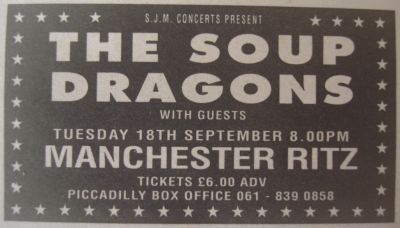 S.J.M. CONCERTS PRESENT
THE SOUP
DRAGONS
WITH GUESTS
TUESDAY 18TH SEPTEMBER 8.00PM
MANCHESTER RITZ
TICKETS £6.00 ADV
PICCADILLY BOX OFFICE 061 - 839 0858